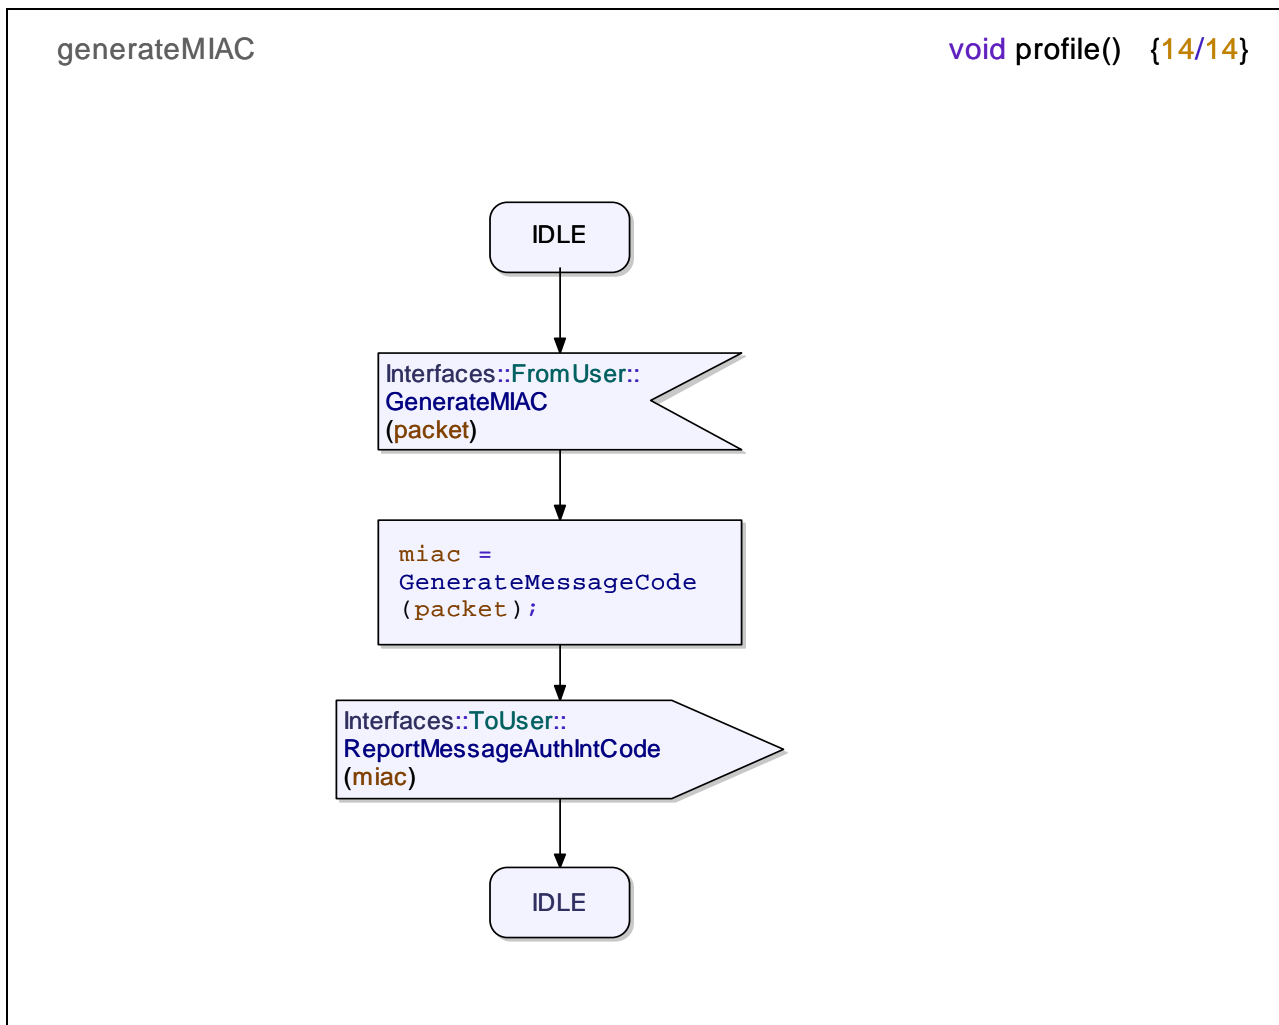 generateMIAC
void profile() {14/14}
IDLE
Interfaces::FromUser::
GenerateMIAC
(packet)
miac =
GenerateMessageCode
(packet);
Interfaces::ToUser::
ReportMessageAuthIntCode
(miac)
IDLE